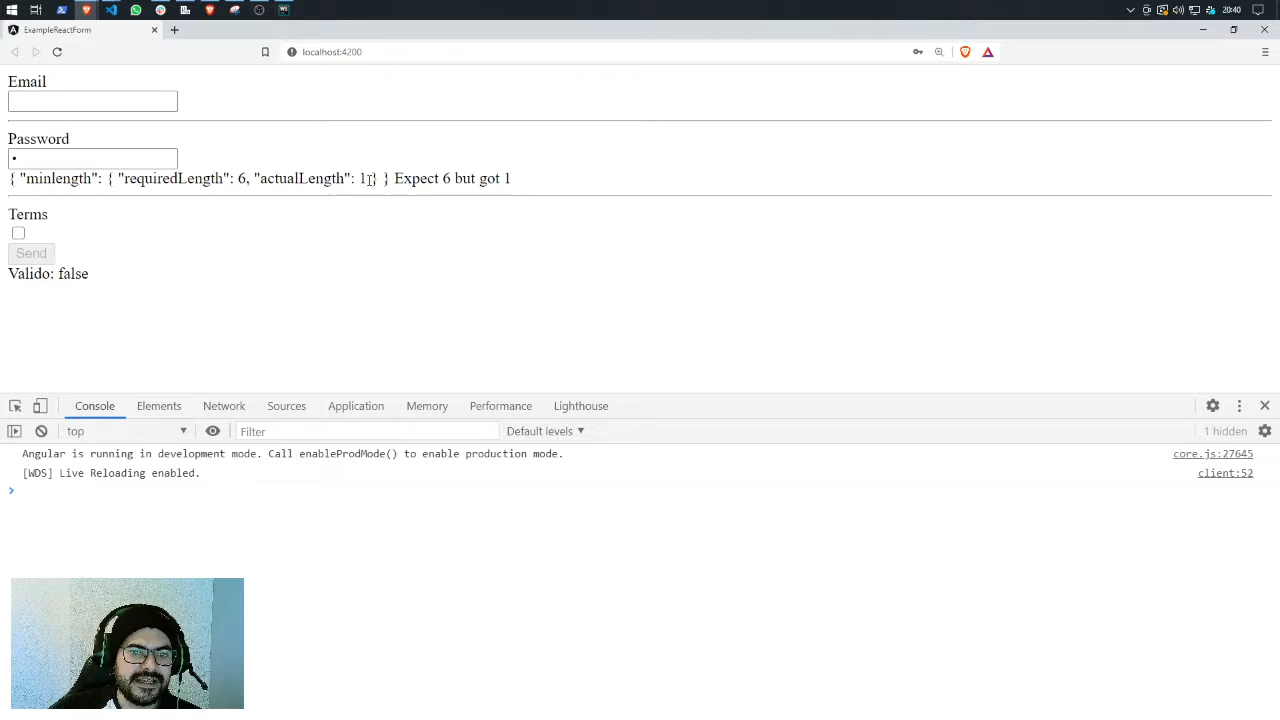 20:40
ExampleReactForm
localhost:4200
Email
Password
•
{ "minlength": { "requiredLength": 6, "actualLength": 1 } } Expect 6 but got 1
Terms
Send
Valido: false
Console Elements Network Sources Application Memory Performance Lighthouse
top Filter Default levels 1 hidden
Angular is running in development mode. Call enableProdMode() to enable production mode. core.js:27645
[WDS] Live Reloading enabled. client:52